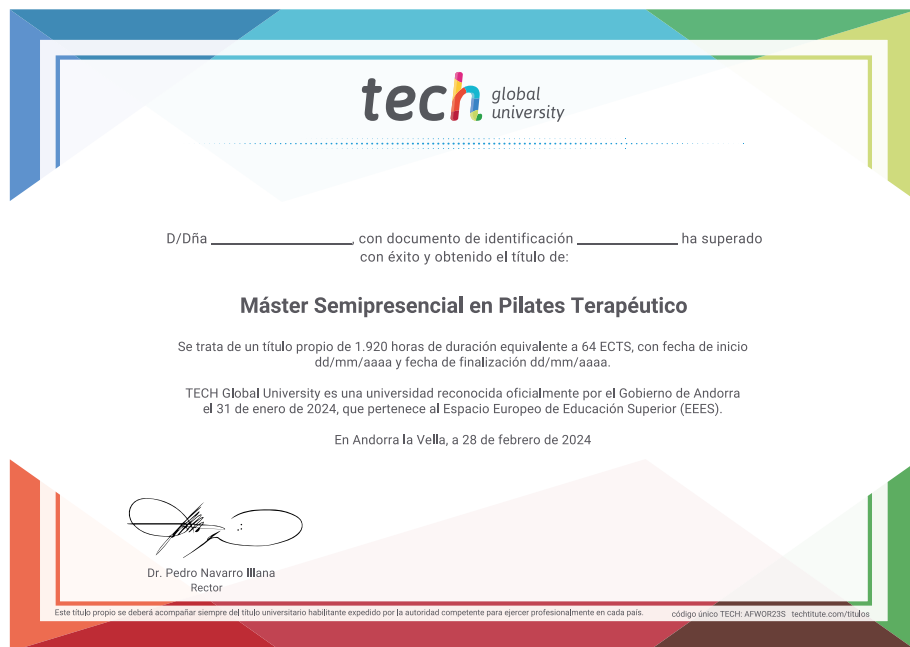 tech global university
D/Dña ____________________, con documento de identificación ______________ ha superado
con éxito y obtenido el título de:
Máster Semipresencial en Pilates Terapéutico
Se trata de un título propio de 1.920 horas de duración equivalente a 64 ECTS, con fecha de inicio
dd/mm/aaaa y fecha de finalización dd/mm/aaaa.
TECH Global University es una universidad reconocida oficialmente por el Gobierno de Andorra
el 31 de enero de 2024, que pertenece al Espacio Europeo de Educación Superior (EEES).
En Andorra la Vella, a 28 de febrero de 2024
Dr. Pedro Navarro Illana
Rector
Este título propio se deberá acompañar siempre del título universitario habilitante expedido por la autoridad competente para ejercer profesionalmente en cada país.
código único TECH: AFWOR23S techtitute.com/titulos